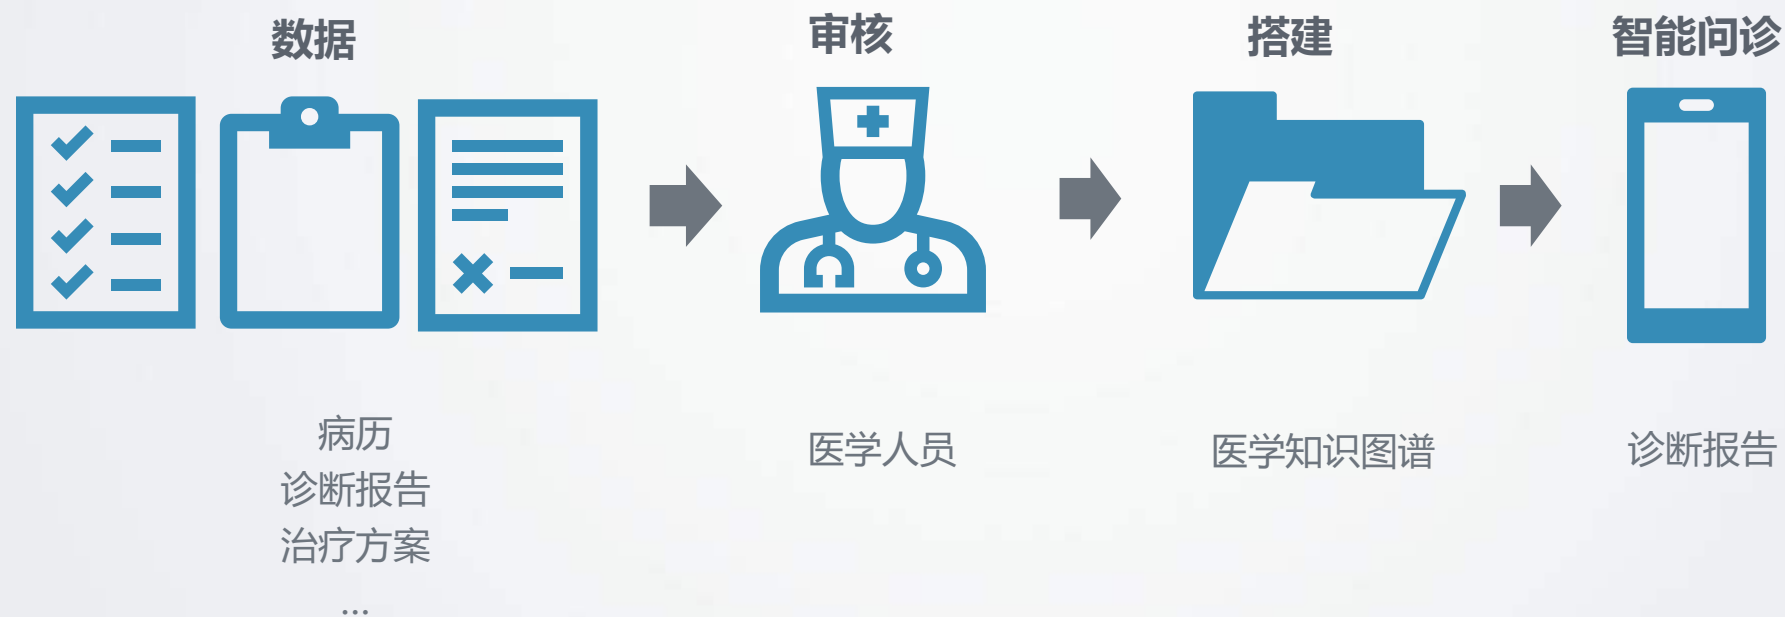 数据
审核
搭建
智能问诊
病历
诊断报告
治疗方案
...
医学人员
医学知识图谱
诊断报告